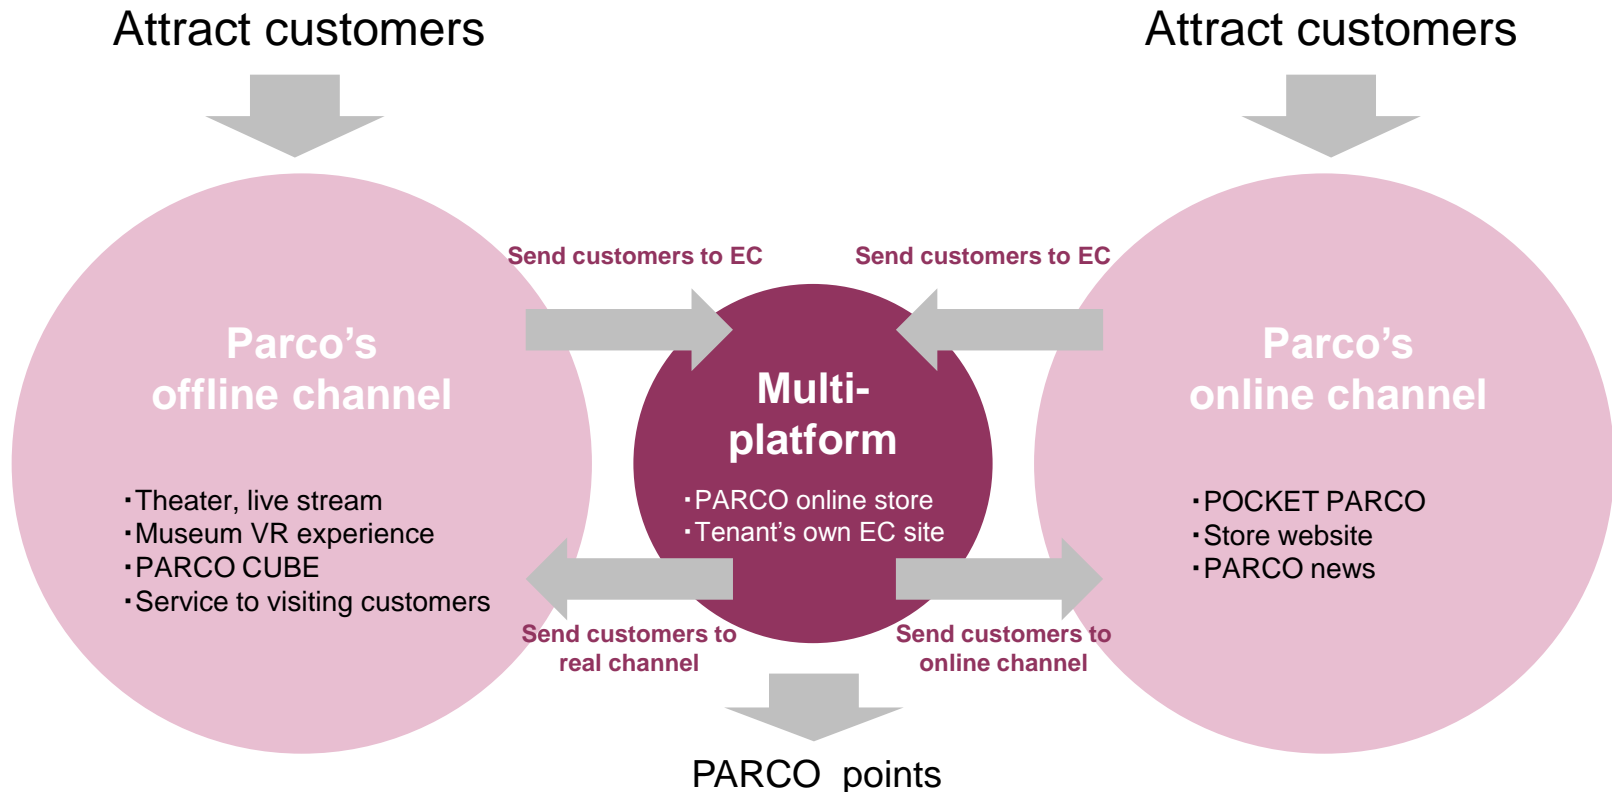 Attract customers
Attract customers
Send customers to EC
Send customers to EC
Parco’s
offline channel
Multi-
platform
Parco’s
online channel
・Theater, live stream
・Museum VR experience
・PARCO CUBE
・Service to visiting customers
・PARCO online store
・Tenant’s own EC site
・POCKET PARCO
・Store website
・PARCO news
Send customers to
real channel
Send customers to
online channel
PARCO points